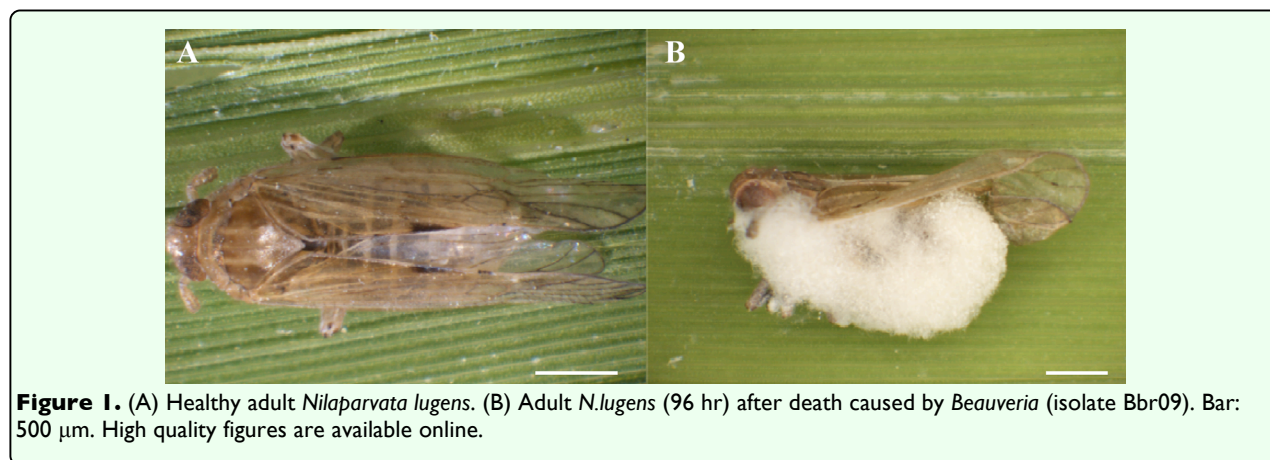 A
B
Figure 1. (A) Healthy adult Nilaparvata lugens. (B) Adult N.lugens (96 hr) after death caused by Beauveria (isolate Bbr09). Bar:
500 μm. High quality figures are available online.